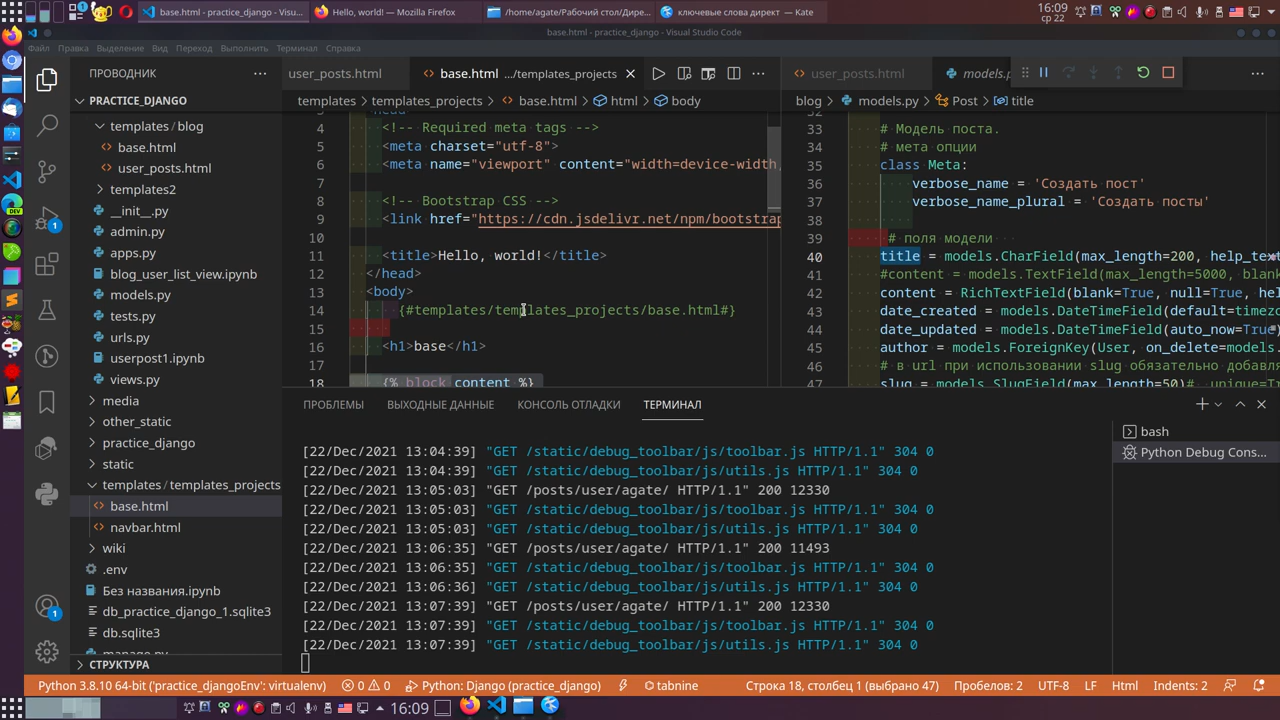 base.html - practice_django - Visu...
Hello, world! — Mozilla Firefox
/home/agate/Рабочий стол/Дире...
ключевые слова директ — Kate
16:09
ср 22
base.html - practice_django - Visual Studio Code
Файл Правка Выделение Вид Переход Выполнить Терминал Справка
ПРОВОДНИК
user_posts.html
base.html .../templates_projects
user_posts.html
models.p
PRACTICE_DJANGO
templates > templates_projects > base.html > html > body
blog > models.py > Post > title
templates / blog
base.html
user_posts.html
templates2
__init__.py
admin.py
apps.py
blog_user_list_view.ipynb
models.py
tests.py
urls.py
userpost1.ipynb
views.py
media
other_static
practice_django
static
templates / templates_projects
base.html
navbar.html
wiki
.env
Без названия.ipynb
db_practice_django_1.sqlite3
db.sqlite3
manage.py
СТРУКТУРА
4 <!-- Required meta tags -->
5 <meta charset="utf-8">
6 <meta name="viewport" content="width=device-width,
7
8 <!-- Bootstrap CSS -->
9 <link href="https://cdn.jsdelivr.net/npm/bootstrap
10
11 <title>Hello, world!</title>
12 </head>
13 <body>
14 {#templates/templates_projects/base.html#}
15
16 <h1>base</h1>
17
18 {% block content %}
33 # Модель поста.
34 # мета опции
35 class Meta:
36 verbose_name = 'Создать пост'
37 verbose_name_plural = 'Создать посты'
38
39 # поля модели
40 title = models.CharField(max_length=200, help_text
41 #content = models.TextField(max_length=5000, blank
42 content = RichTextField(blank=True, null=True, hel
43 date_created = models.DateTimeField(default=timezo
44 date_updated = models.DateTimeField(auto_now=True)
45 author = models.ForeignKey(User, on_delete=models.
46 # в url при использовании slug обязательно добавля
47 slug = models.SlugField(max_length=50)# unique=Tr
ПРОБЛЕМЫ ВЫХОДНЫЕ ДАННЫЕ КОНСОЛЬ ОТЛАДКИ ТЕРМИНАЛ
[22/Dec/2021 13:04:39] "GET /static/debug_toolbar/js/toolbar.js HTTP/1.1" 304 0
[22/Dec/2021 13:04:39] "GET /static/debug_toolbar/js/utils.js HTTP/1.1" 304 0
[22/Dec/2021 13:05:03] "GET /posts/user/agate/ HTTP/1.1" 200 12330
[22/Dec/2021 13:05:03] "GET /static/debug_toolbar/js/toolbar.js HTTP/1.1" 304 0
[22/Dec/2021 13:05:03] "GET /static/debug_toolbar/js/utils.js HTTP/1.1" 304 0
[22/Dec/2021 13:06:35] "GET /posts/user/agate/ HTTP/1.1" 200 11493
[22/Dec/2021 13:06:35] "GET /static/debug_toolbar/js/toolbar.js HTTP/1.1" 304 0
[22/Dec/2021 13:06:36] "GET /static/debug_toolbar/js/utils.js HTTP/1.1" 304 0
[22/Dec/2021 13:07:39] "GET /posts/user/agate/ HTTP/1.1" 200 12330
[22/Dec/2021 13:07:39] "GET /static/debug_toolbar/js/toolbar.js HTTP/1.1" 304 0
[22/Dec/2021 13:07:39] "GET /static/debug_toolbar/js/utils.js HTTP/1.1" 304 0
bash
Python Debug Cons...
Python 3.8.10 64-bit ('practice_djangoEnv': virtualenv) 0 0 Python: Django (practice_django) tabnine Строка 18, столбец 1 (выбрано 47) Пробелов: 2 UTF-8 LF Html Indents: 2
16:09